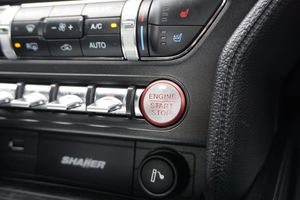 A/C
AUTO
ENGINE
START
STOP
SHAKER